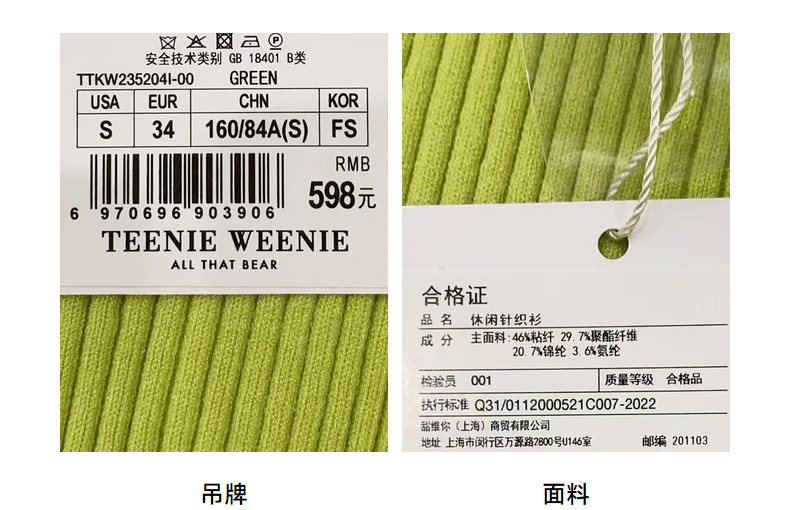 安全技术类别 GB 18401 B类
TTKW235204I-00 GREEN
USA EUR CHN KOR
S 34 160/84A(S) FS
RMB
598元
6 970696 903906
TEENIE WEENIE
ALL THAT BEAR
合格证
品名 休闲针织衫
成分 主面料:46%粘纤 29.7%聚酯纤维
20.7%锦纶 3.6%氨纶
检验员 001 质量等级 合格品
执行标准 Q31/0112000521C007-2022
甜维你（上海）商贸有限公司
地址 上海市闵行区万源路2800号U146室 邮编 201103
吊牌
面料